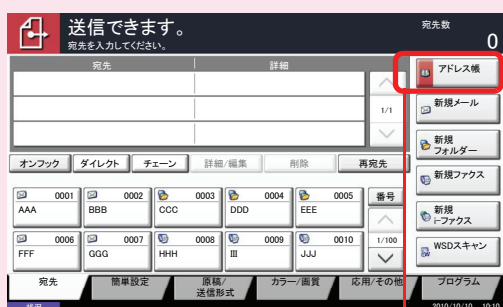 送信できます。
宛先を入力してください。
宛先数
0
宛先 詳細
1/1
アドレス帳
新規メール
新規
フォルダー
新規ファクス
新規
i-ファクス
WSDスキャン
オンフック ダイレクト チェーン 詳細/編集 削除 再宛先
0001 0002 0003 0004 0005 番号
AAA BBB CCC DDD EEE
0006 0007 0008 0009 0010 1/100
FFF GGG HHH III JJJ
宛先 簡単設定 原稿/
送信形式 カラー/画質 応用/その他 プログラム
状況 2010/10/10 10:10